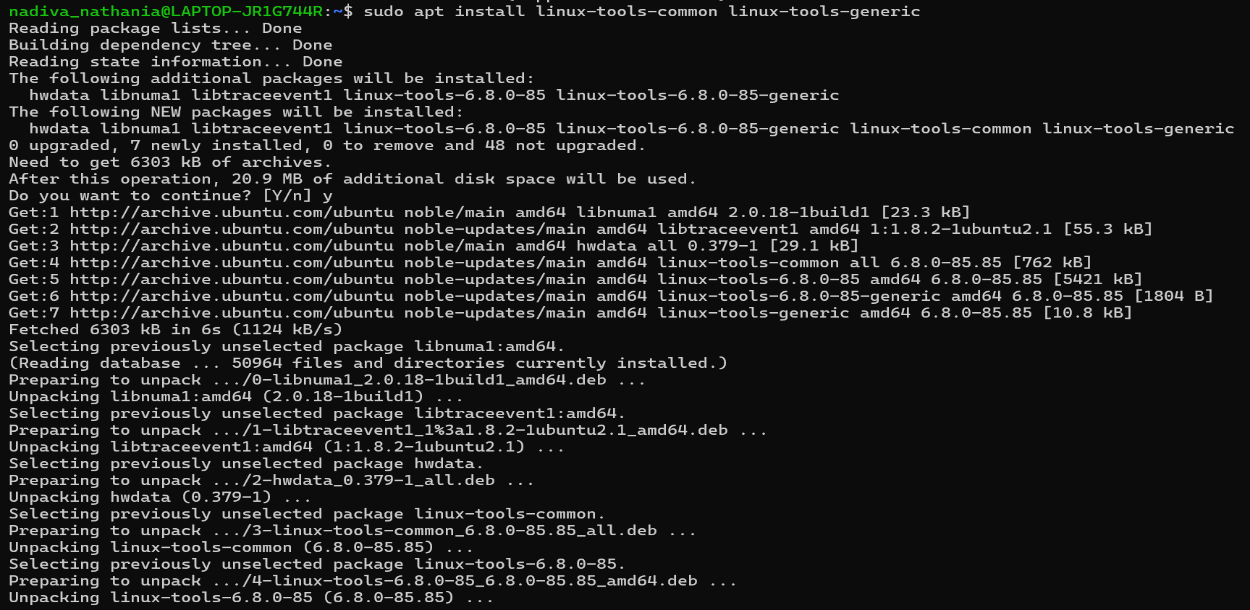 nadiva_nathania@LAPTOP-JR1G744R:~$ sudo apt install linux-tools-common linux-tools-generic
Reading package lists... Done
Building dependency tree... Done
Reading state information... Done
The following additional packages will be installed:
  hwdata libnuma1 libtraceevent1 linux-tools-6.8.0-85 linux-tools-6.8.0-85-generic
The following NEW packages will be installed:
  hwdata libnuma1 libtraceevent1 linux-tools-6.8.0-85 linux-tools-6.8.0-85-generic linux-tools-common linux-tools-generic
0 upgraded, 7 newly installed, 0 to remove and 48 not upgraded.
Need to get 6303 kB of archives.
After this operation, 20.9 MB of additional disk space will be used.
Do you want to continue? [Y/n] y
Get:1 http://archive.ubuntu.com/ubuntu noble/main amd64 libnuma1 amd64 2.0.18-1build1 [23.3 kB]
Get:2 http://archive.ubuntu.com/ubuntu noble-updates/main amd64 libtraceevent1 amd64 1:1.8.2-1ubuntu2.1 [55.3 kB]
Get:3 http://archive.ubuntu.com/ubuntu noble/main amd64 hwdata all 0.379-1 [29.1 kB]
Get:4 http://archive.ubuntu.com/ubuntu noble-updates/main amd64 linux-tools-common all 6.8.0-85.85 [762 kB]
Get:5 http://archive.ubuntu.com/ubuntu noble-updates/main amd64 linux-tools-6.8.0-85 amd64 6.8.0-85.85 [5421 kB]
Get:6 http://archive.ubuntu.com/ubuntu noble-updates/main amd64 linux-tools-6.8.0-85-generic amd64 6.8.0-85.85 [1804 B]
Get:7 http://archive.ubuntu.com/ubuntu noble-updates/main amd64 linux-tools-generic amd64 6.8.0-85.85 [10.8 kB]
Fetched 6303 kB in 6s (1124 kB/s)
Selecting previously unselected package libnuma1:amd64.
(Reading database ... 50964 files and directories currently installed.)
Preparing to unpack .../0-libnuma1_2.0.18-1build1_amd64.deb ...
Unpacking libnuma1:amd64 (2.0.18-1build1) ...
Selecting previously unselected package libtraceevent1:amd64.
Preparing to unpack .../1-libtraceevent1_1%3a1.8.2-1ubuntu2.1_amd64.deb ...
Unpacking libtraceevent1:amd64 (1:1.8.2-1ubuntu2.1) ...
Selecting previously unselected package hwdata.
Preparing to unpack .../2-hwdata_0.379-1_all.deb ...
Unpacking hwdata (0.379-1) ...
Selecting previously unselected package linux-tools-common.
Preparing to unpack .../3-linux-tools-common_6.8.0-85.85_all.deb ...
Unpacking linux-tools-common (6.8.0-85.85) ...
Selecting previously unselected package linux-tools-6.8.0-85.
Preparing to unpack .../4-linux-tools-6.8.0-85_6.8.0-85.85_amd64.deb ...
Unpacking linux-tools-6.8.0-85 (6.8.0-85.85) ...